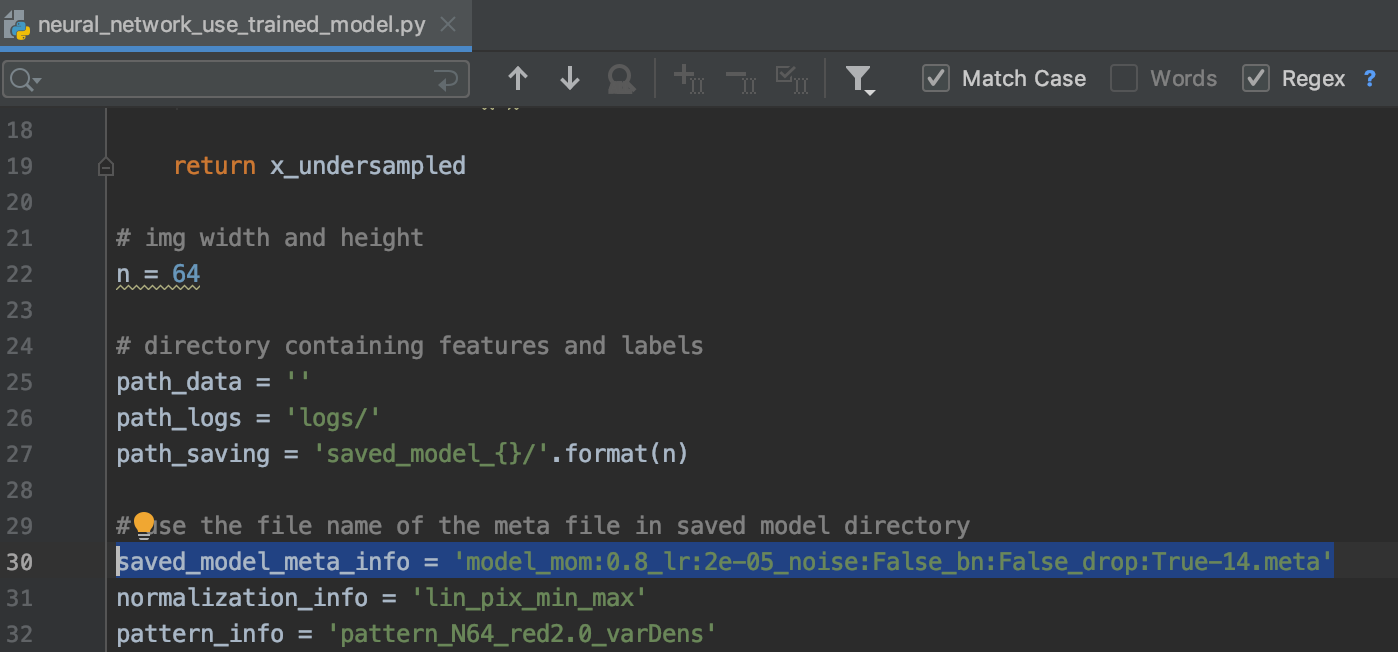 neural_network_use_trained_model.py
Match Case Words Regex ?
18
19 return x_undersampled
20
21 # img width and height
22 n = 64
23
24 # directory containing features and labels
25 path_data = ''
26 path_logs = 'logs/'
27 path_saving = 'saved_model_{}/'.format(n)
28
29 # use the file name of the meta file in saved model directory
30 saved_model_meta_info = 'model_mom:0.8_lr:2e-05_noise:False_bn:False_drop:True-14.meta'
31 normalization_info = 'lin_pix_min_max'
32 pattern_info = 'pattern_N64_red2.0_varDens'